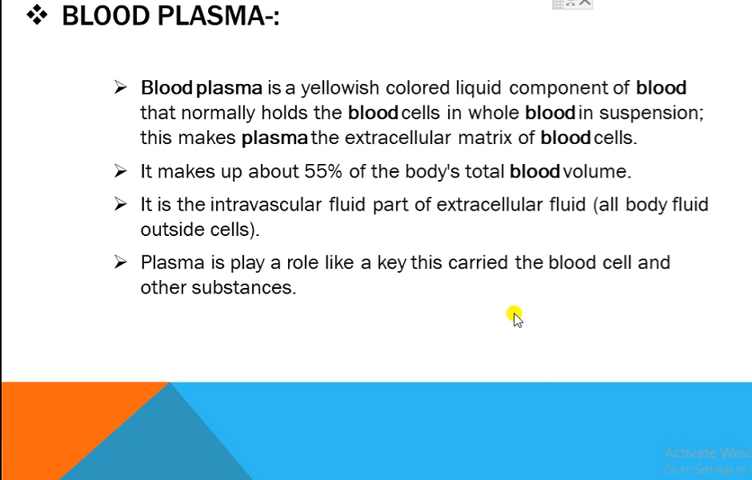 ❖ BLOOD PLASMA-:
➢ Blood plasma is a yellowish colored liquid component of blood
that normally holds the blood cells in whole blood in suspension;
this makes plasma the extracellular matrix of blood cells.
➢ It makes up about 55% of the body's total blood volume.
➢ It is the intravascular fluid part of extracellular fluid (all body fluid
outside cells).
➢ Plasma is play a role like a key this carried the blood cell and
other substances.
Activate
Go to Settings to